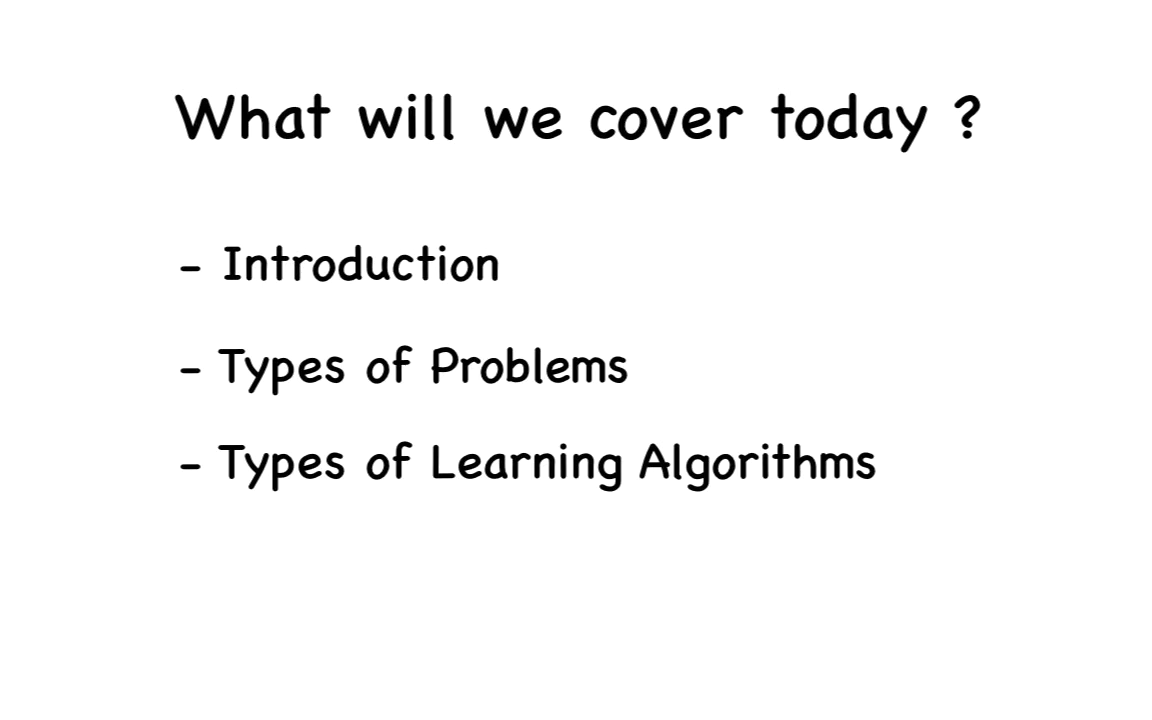 What will we cover today ?
- Introduction
- Types of Problems
- Types of Learning Algorithms